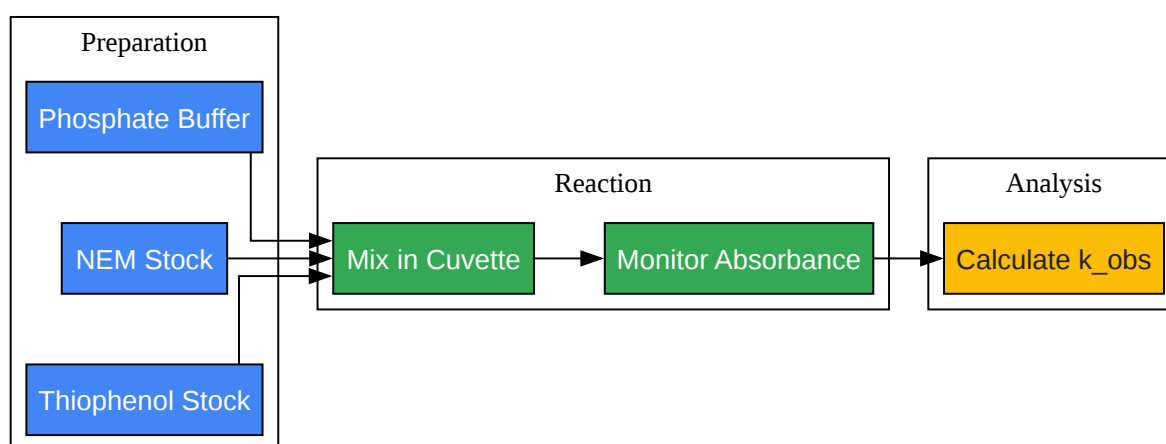 Preparation
Phosphate Buffer
NEM Stock
Thiophenol Stock
Reaction
Mix in Cuvette
Monitor Absorbance
Analysis
Calculate k_obs